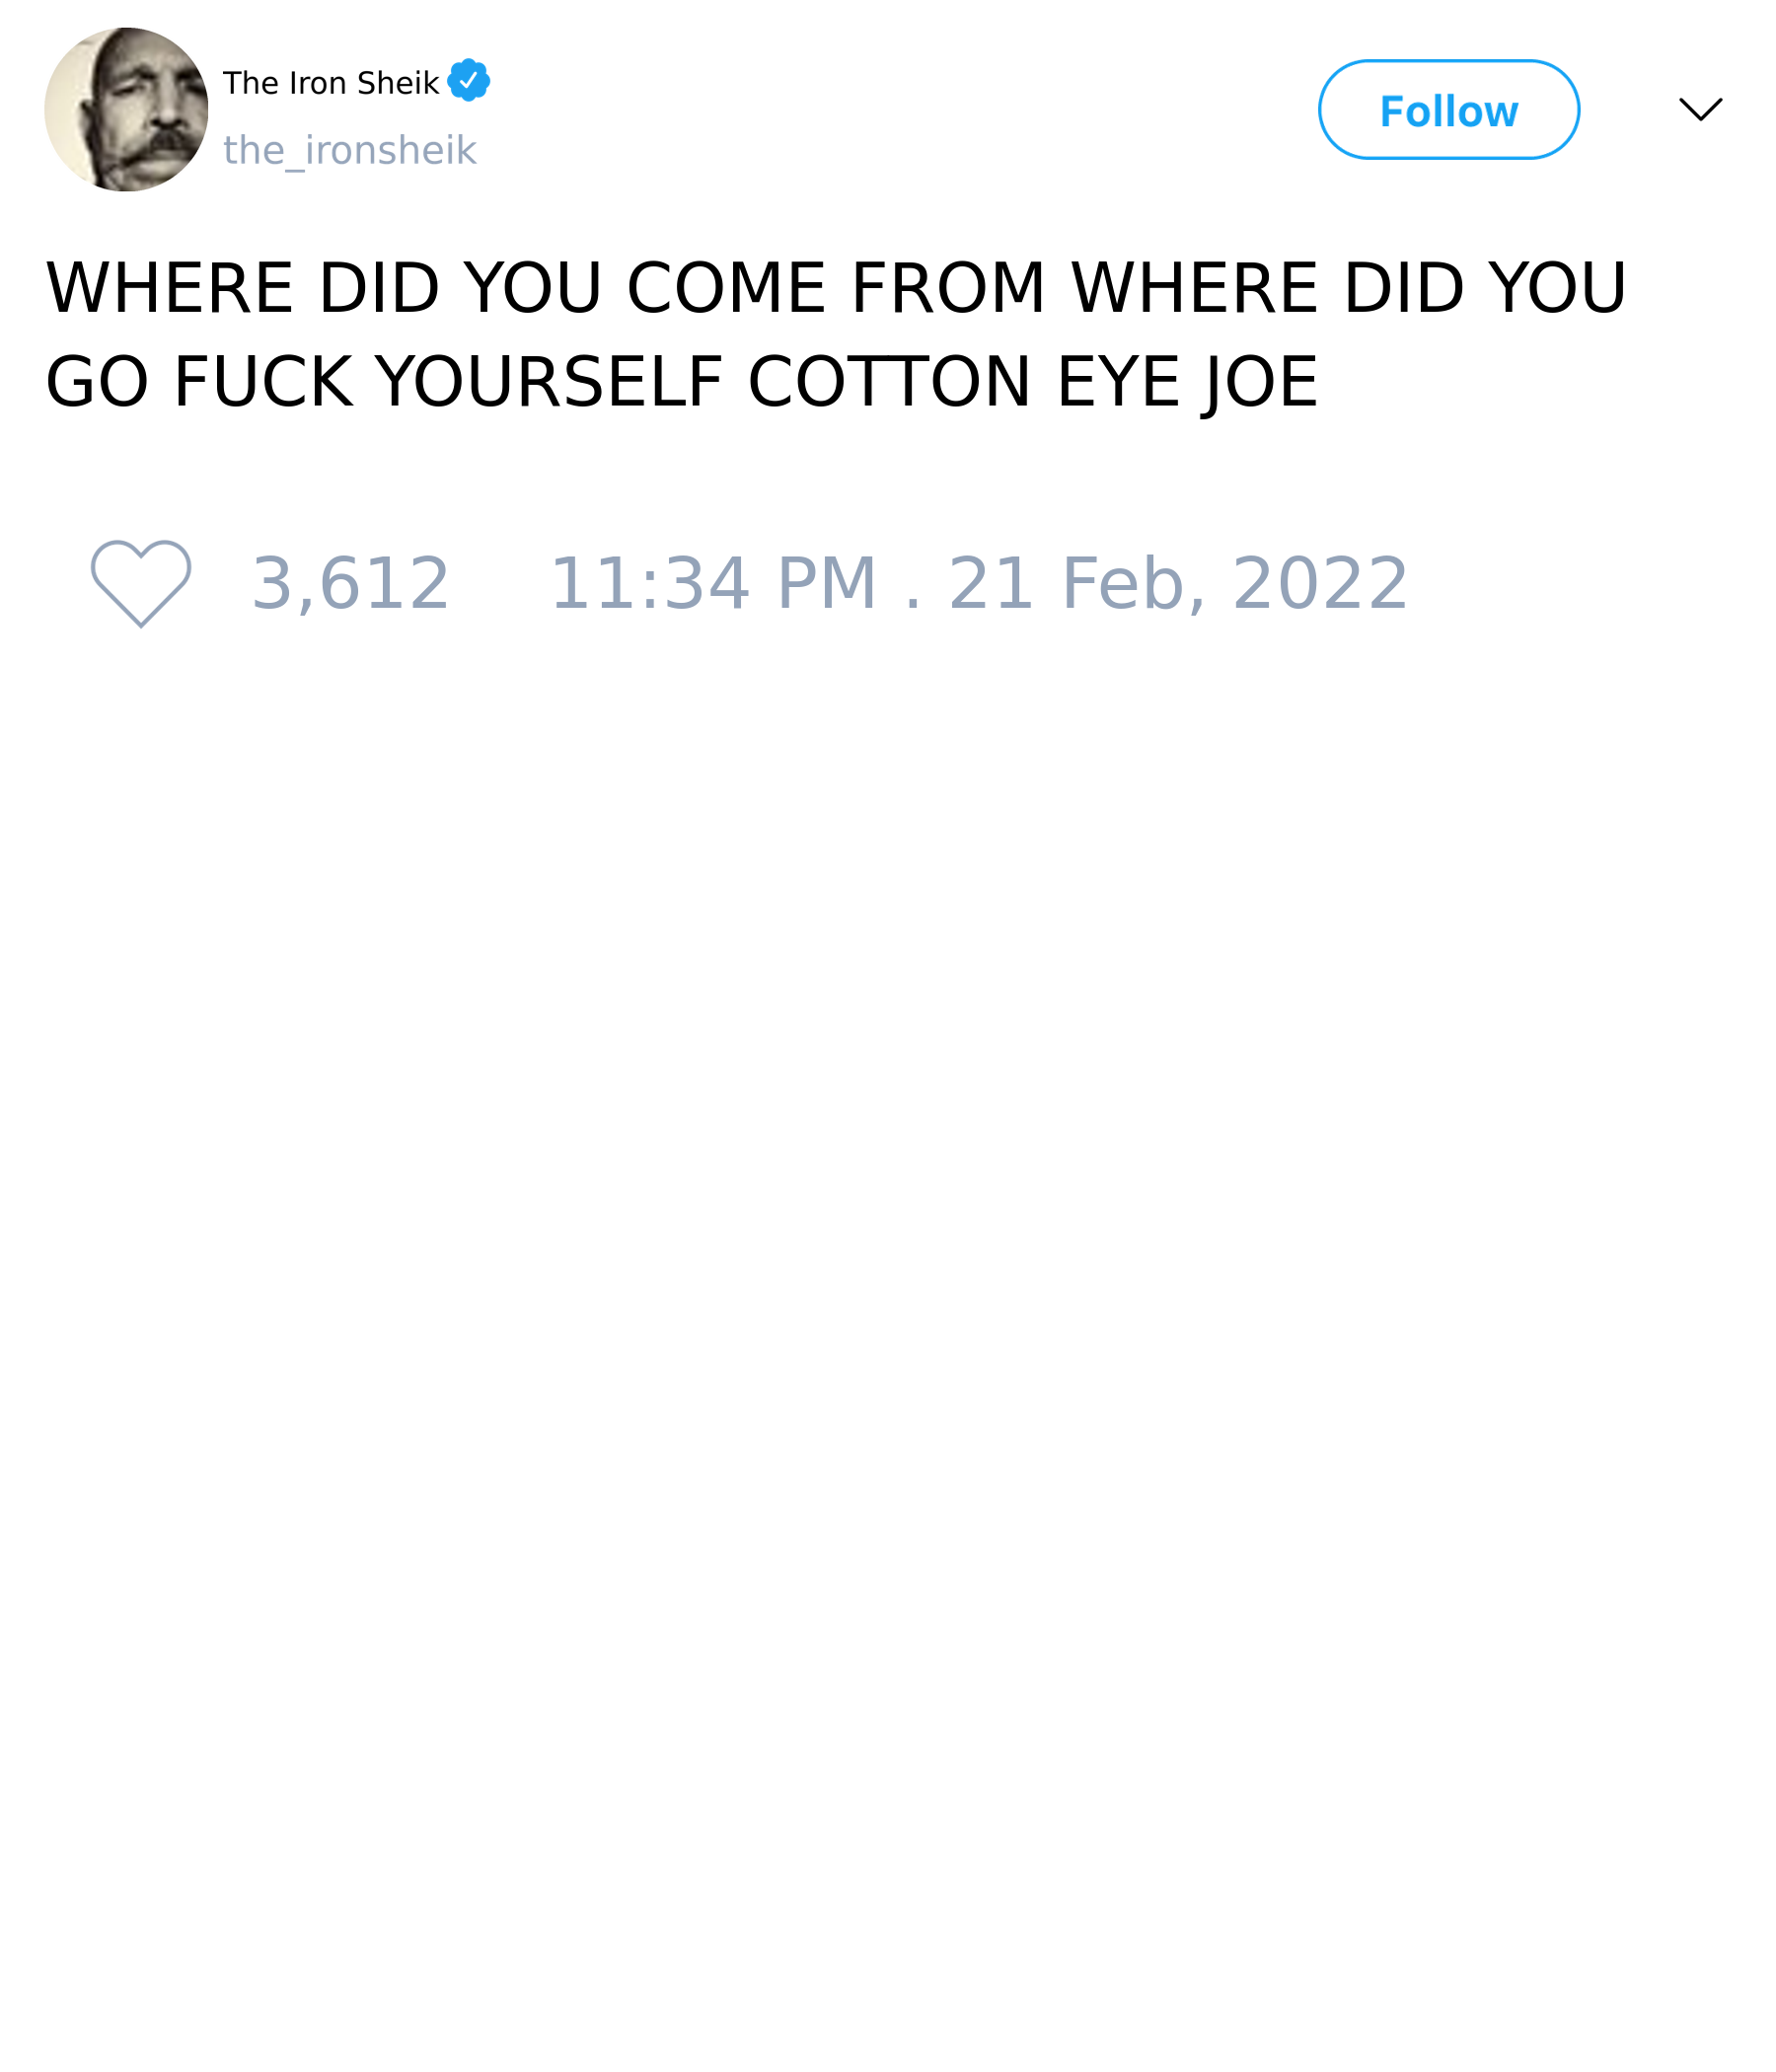 The Iron Sheik
the_ironsheik
Follow
WHERE DID YOU COME FROM WHERE DID YOU
GO FUCK YOURSELF COTTON EYE JOE
3,612 11:34 PM . 21 Feb, 2022